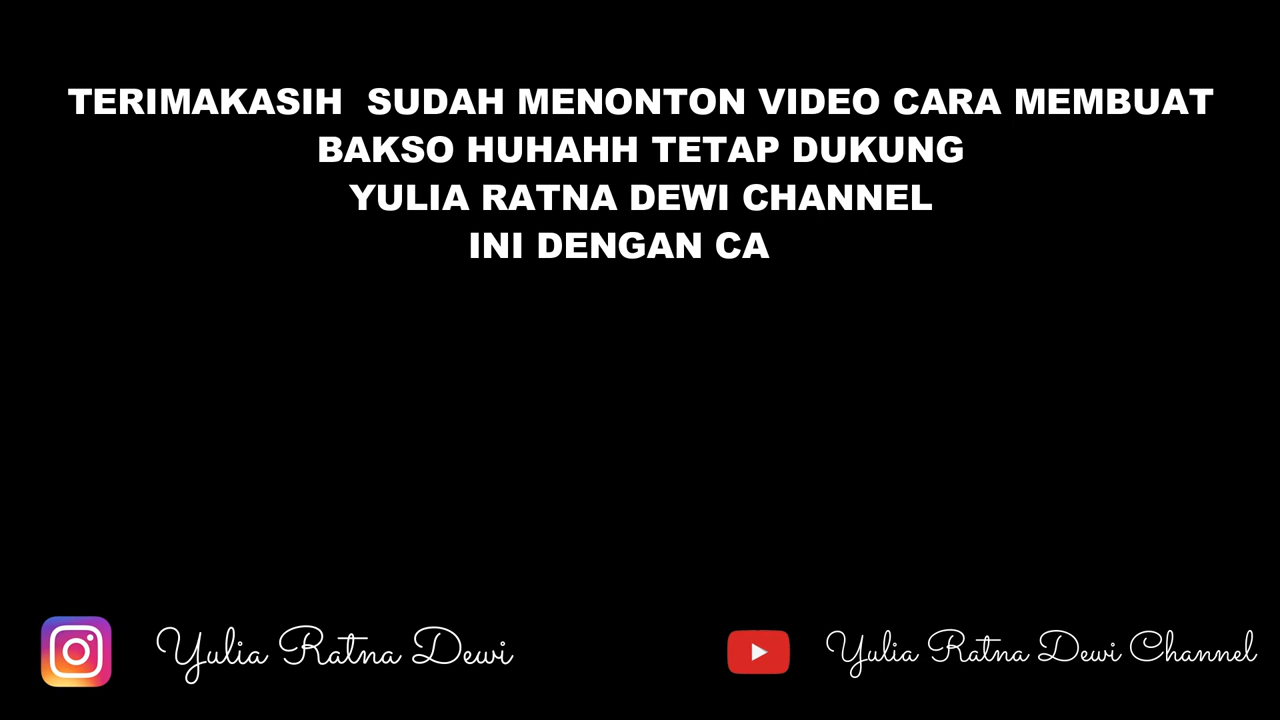 TERIMAKASIH  SUDAH MENONTON VIDEO CARA MEMBUAT
BAKSO HUHAHH TETAP DUKUNG
YULIA RATNA DEWI CHANNEL
INI DENGAN CA
Yulia Ratna Dewi
Yulia Ratna Dewi Channel